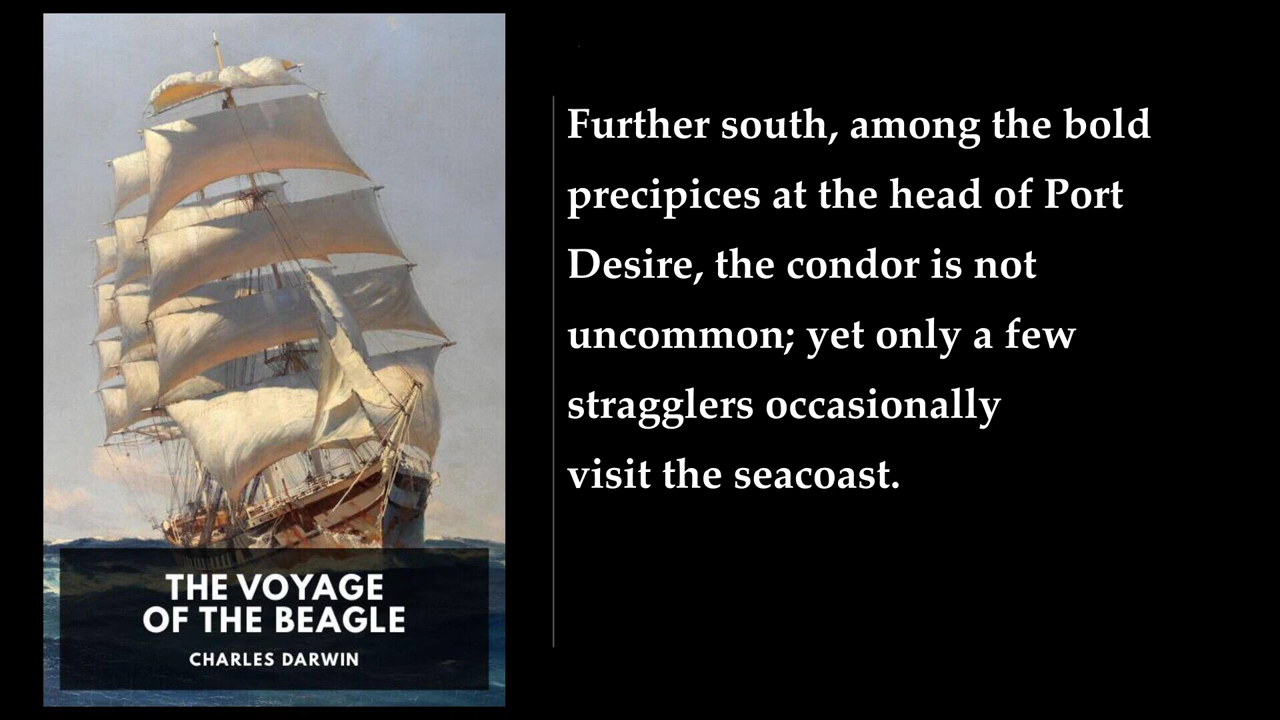 THE VOYAGE
OF THE BEAGLE
CHARLES DARWIN
Further south, among the bold
precipices at the head of Port
Desire, the condor is not
uncommon; yet only a few
stragglers occasionally
visit the seacoast.